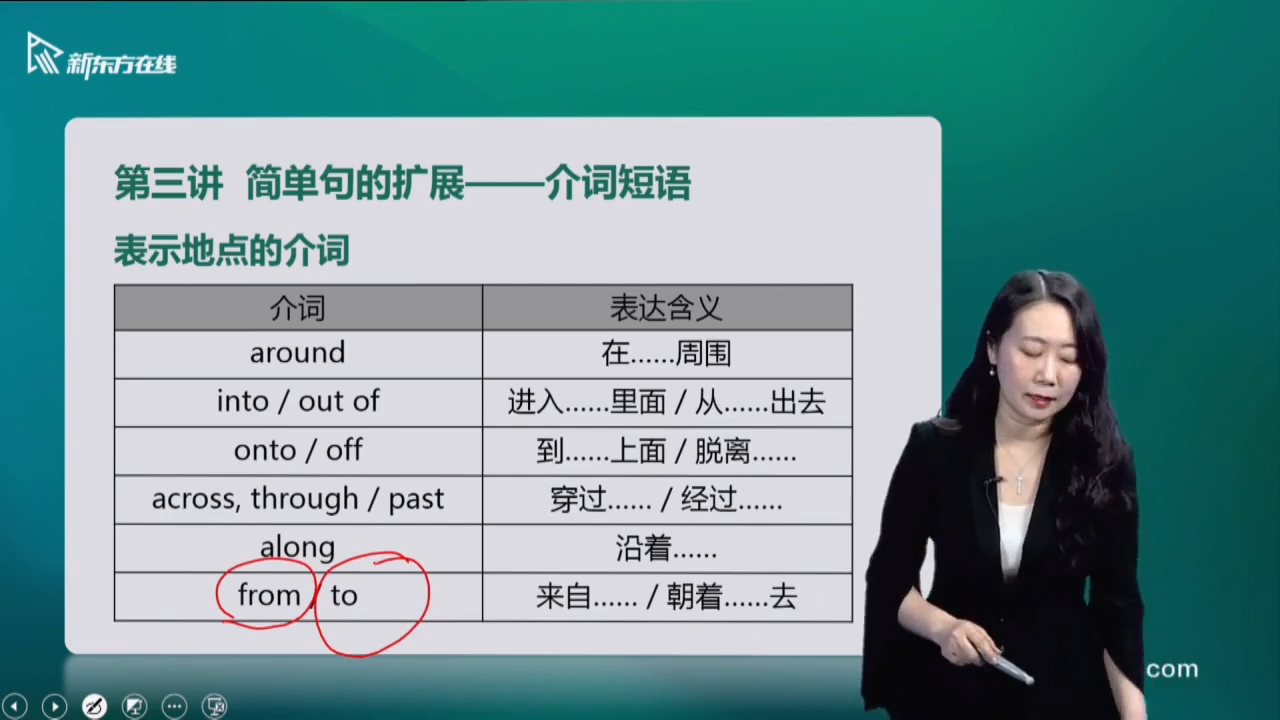 新东方在线
第三讲 简单句的扩展——介词短语
表示地点的介词
介词 表达含义
around 在……周围
into / out of 进入……里面 / 从……出去
onto / off 到……上面 / 脱离……
across, through / past 穿过…… / 经过……
along 沿着……
from / to 来自…… / 朝着……去
com